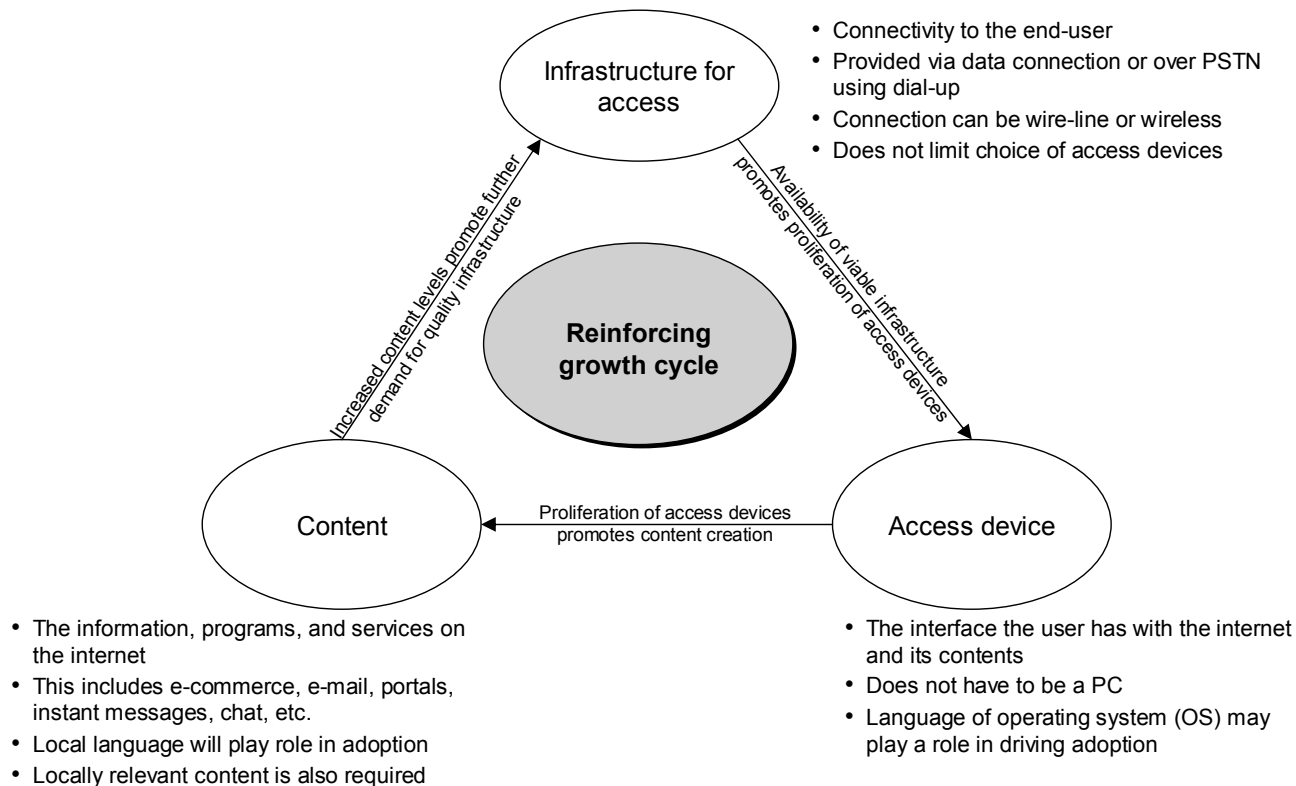 Infrastructure for
access
• Connectivity to the end-user
• Provided via data connection or over PSTN
using dial-up
• Connection can be wire-line or wireless
• Does not limit choice of access devices
Increased content levels promote further
demand for quality infrastructure
Availability of viable infrastructure
promotes proliferation of access devices
Reinforcing
growth cycle
Content
Proliferation of access devices
promotes content creation
Access device
• The information, programs, and services on
the internet
• This includes e-commerce, e-mail, portals,
instant messages, chat, etc.
• Local language will play role in adoption
• Locally relevant content is also required
• The interface the user has with the internet
and its contents
• Does not have to be a PC
• Language of operating system (OS) may
play a role in driving adoption